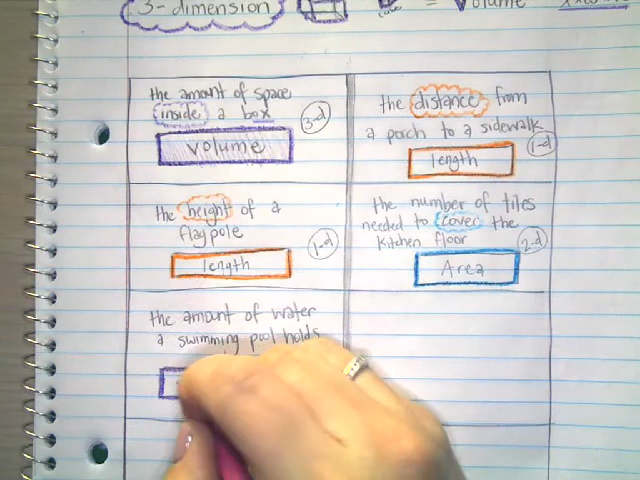 3-dimension = Volume
the amount of space
inside a box
3-d
volume
the distance from
a porch to a sidewalk
1-d
length
the height of a
flagpole
1-d
length
the number of tiles
needed to cover the
kitchen floor
2-d
Area
the amount of water
a swimming pool holds